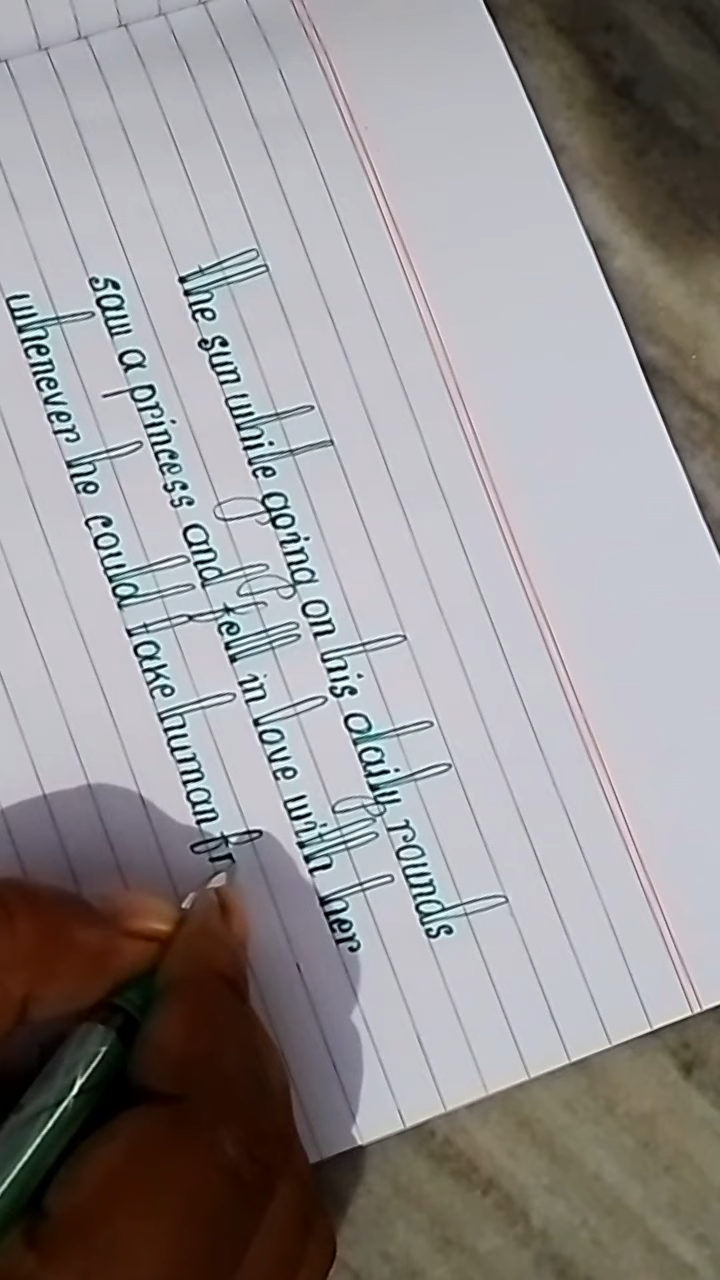 The sun while going on his daily rounds
saw a princess and fell in love with her
whenever he could take human fr